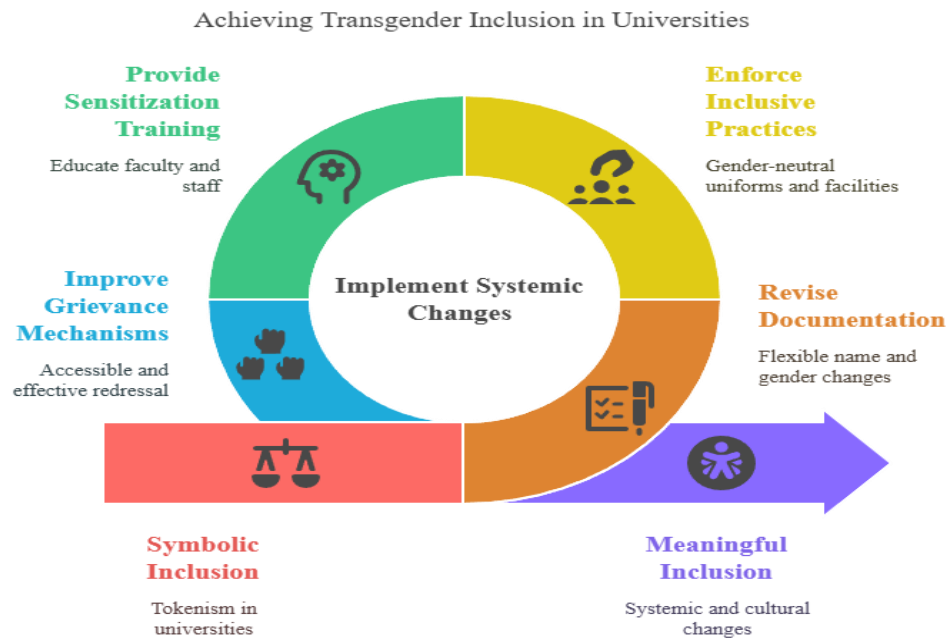 Achieving Transgender Inclusion in Universities
Provide
Sensitization
Training
Educate faculty and
staff
Enforce
Inclusive
Practices
Gender-neutral
uniforms and facilities
Improve
Grievance
Mechanisms
Accessible and
effective redressal
Implement Systemic
Changes
Revise
Documentation
Flexible name and
gender changes
Symbolic
Inclusion
Tokenism in
universities
Meaningful
Inclusion
Systemic and cultural
changes